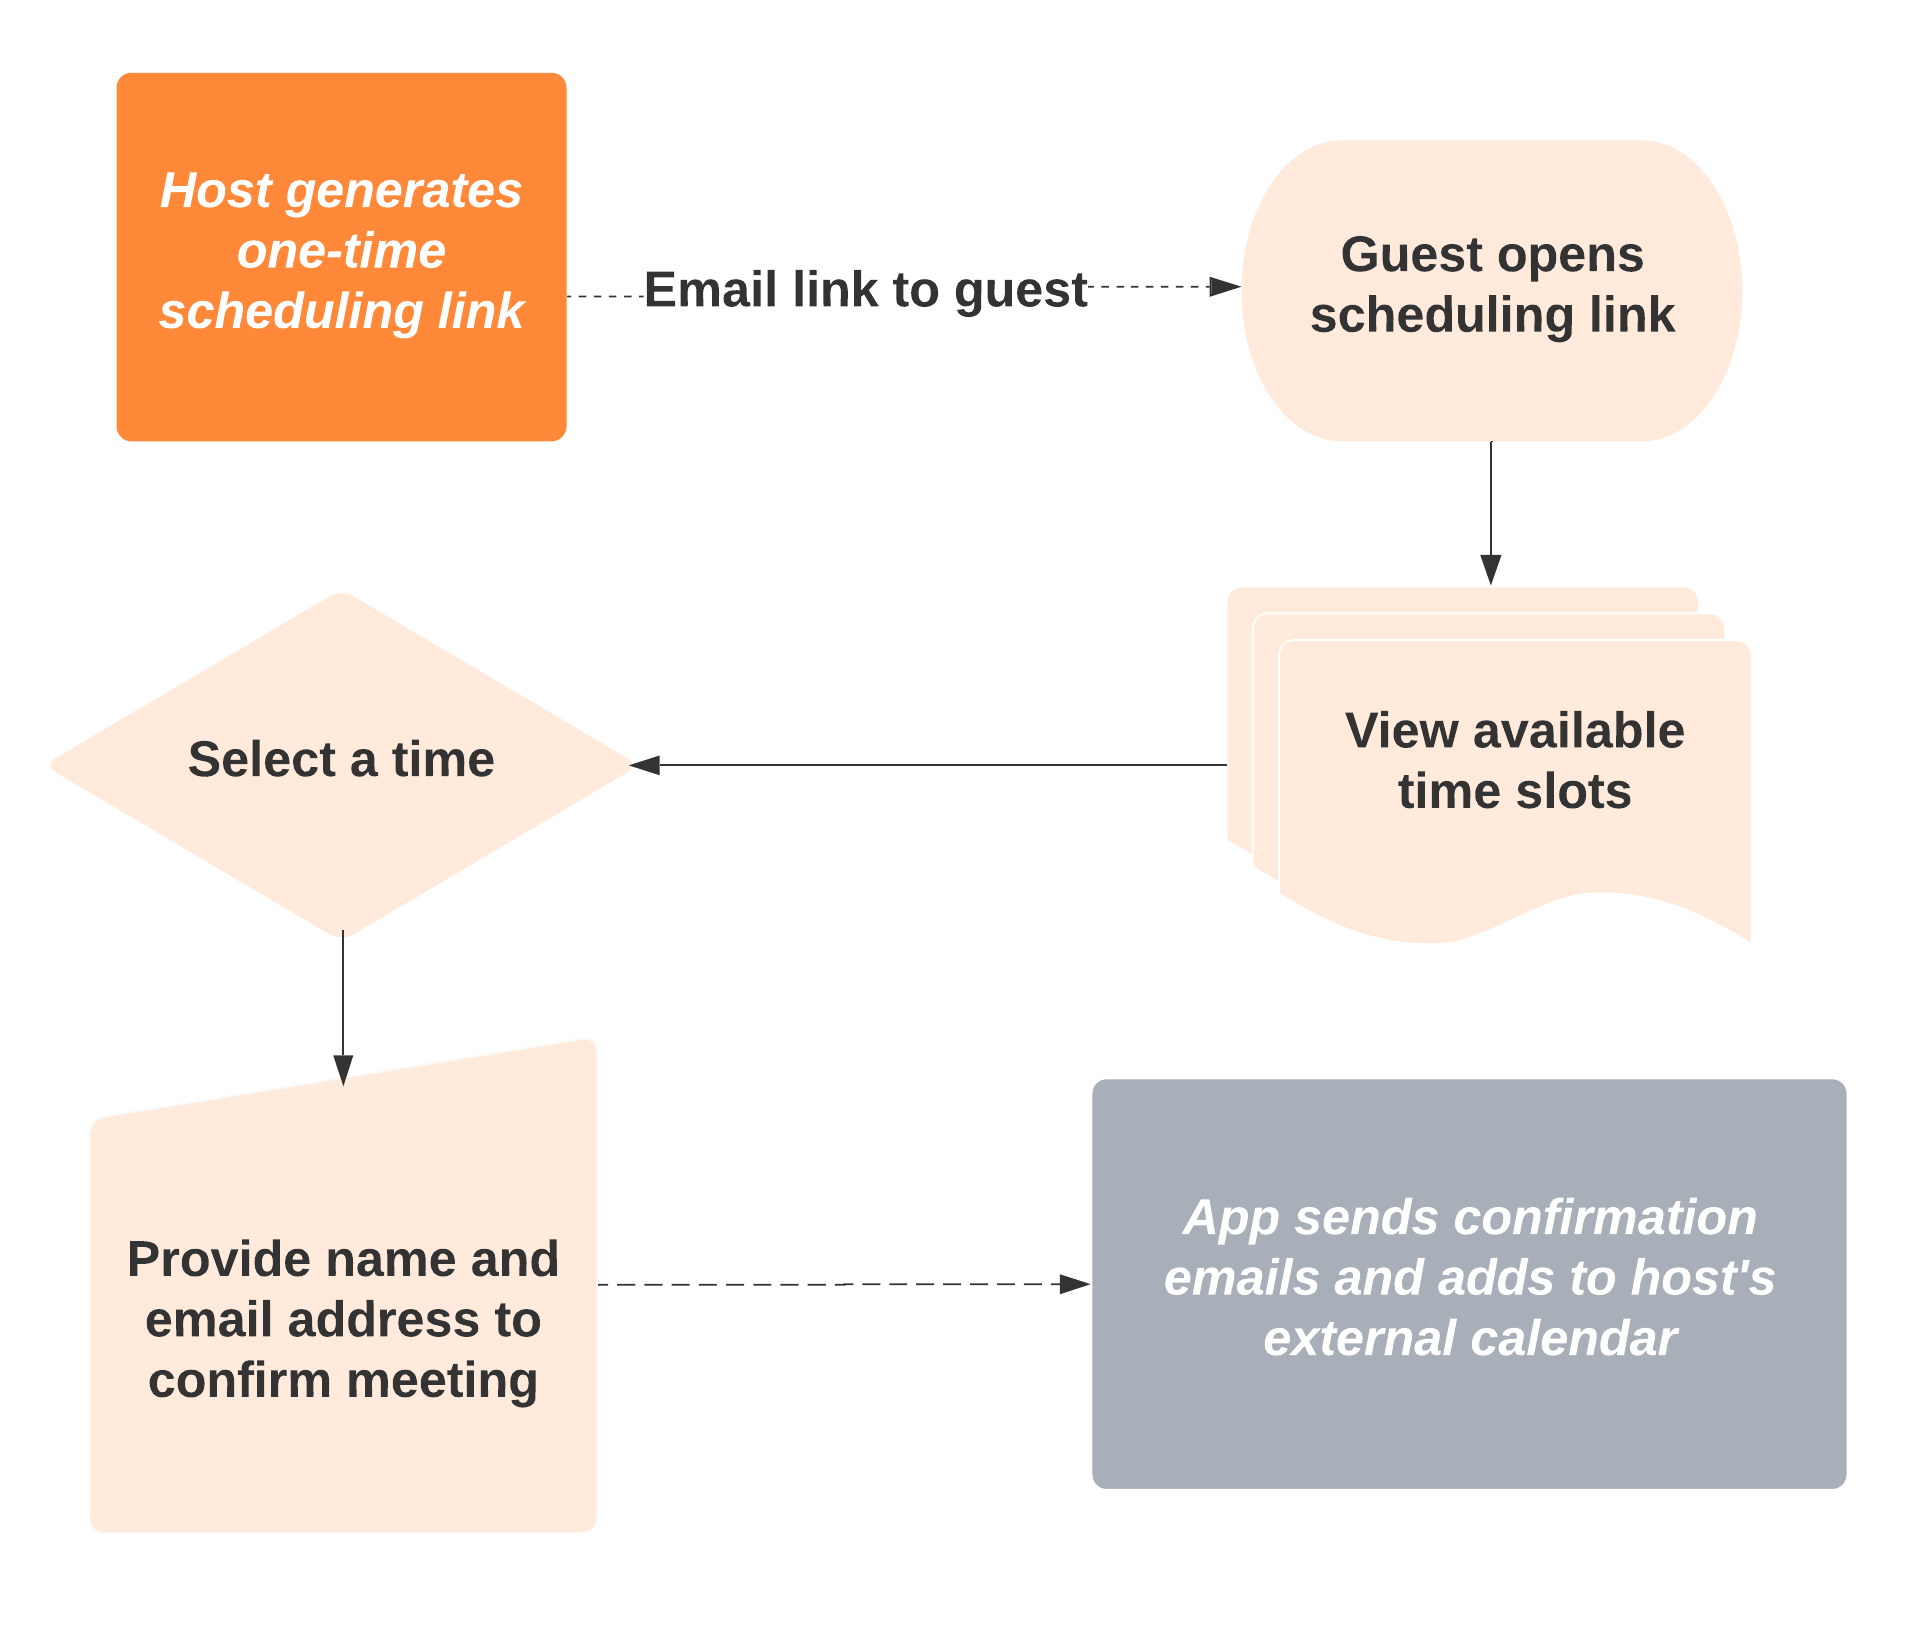 Host generates
one-time
scheduling link
Email link to guest
Guest opens
scheduling link
View available
time slots
Select a time
Provide name and
email address to
confirm meeting
App sends confirmation
emails and adds to host's
external calendar